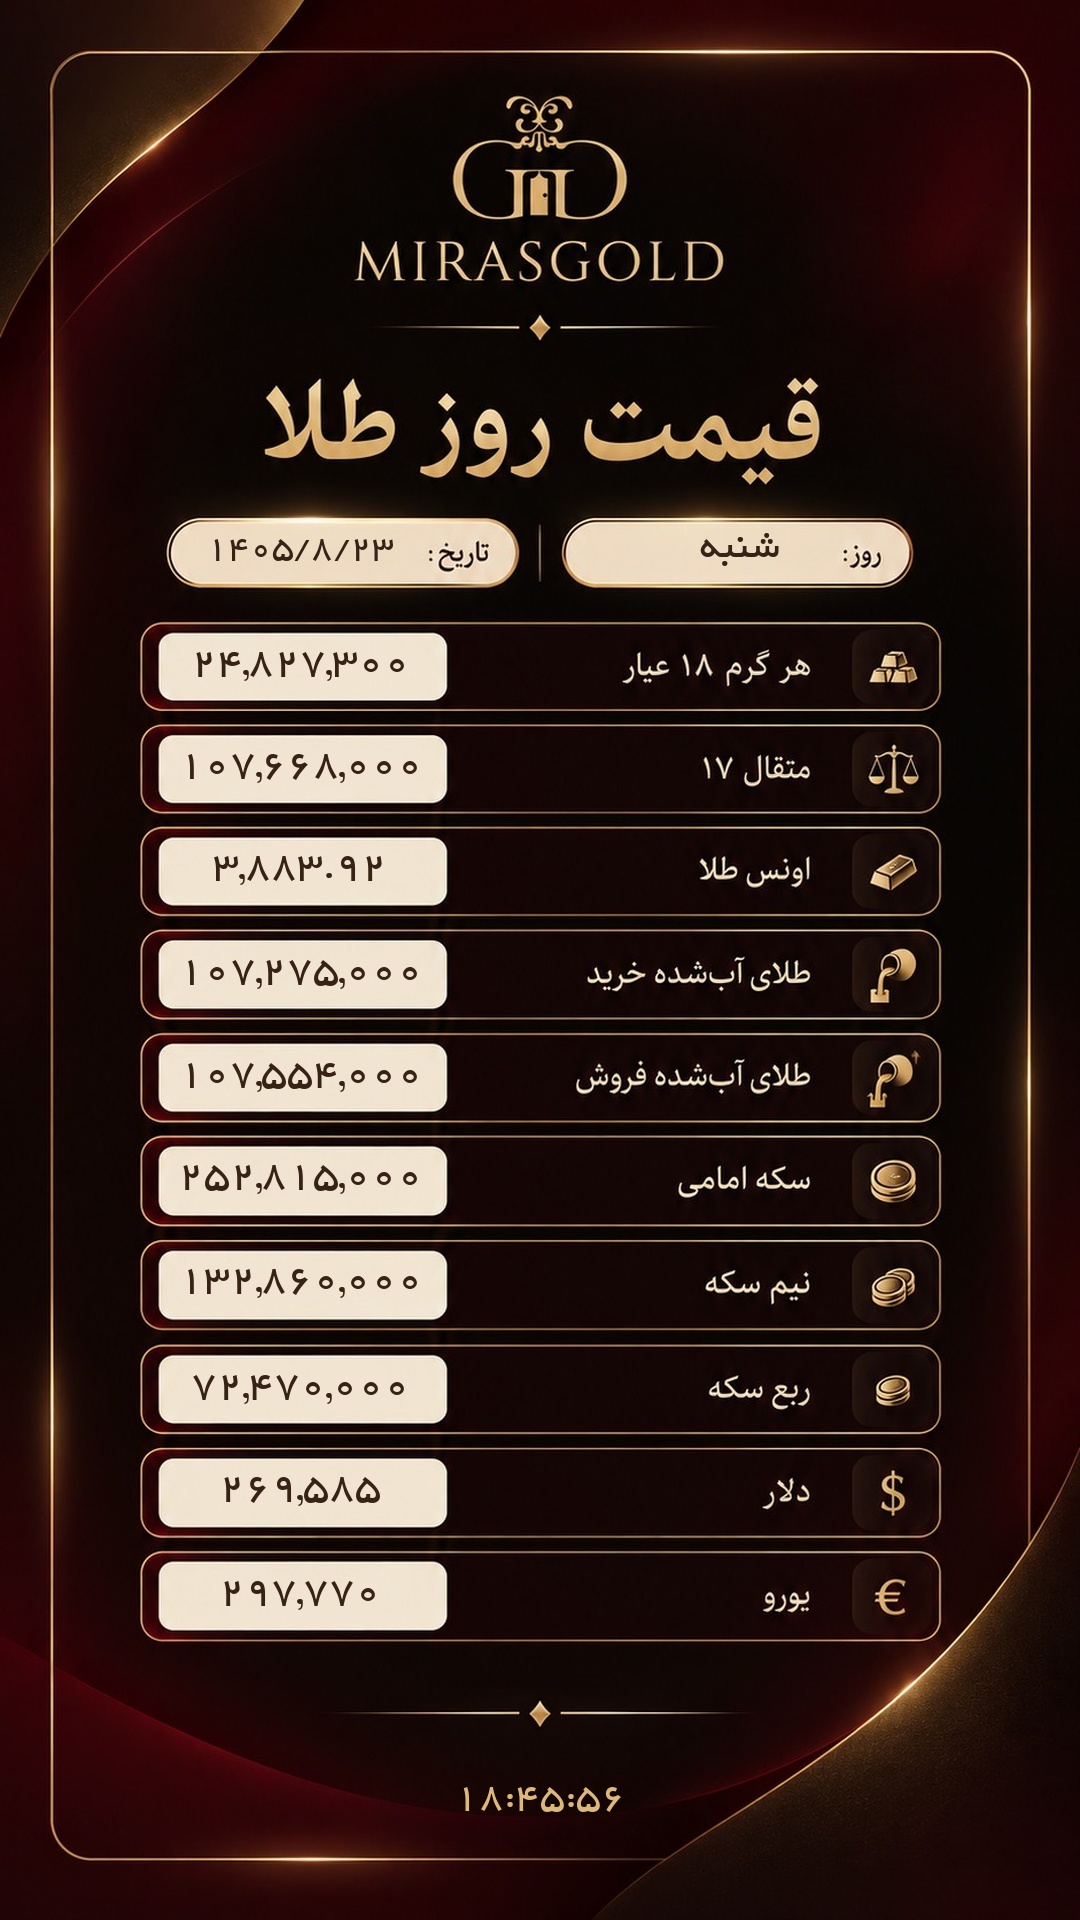 MIRASGOLD
قیمت روز طلا
روز: شنبه
تاریخ: ۱۴۰۵/۸/۲۳
هر گرم ۱۸ عیار ۲۴,۸۲۷,۳۰۰
متقال ۱۷ ۱۰۷,۶۶۸,۰۰۰
اونس طلا ۳,۸۸۳.۹۲
طلای آب‌شده خرید ۱۰۷,۲۷۵,۰۰۰
طلای آب‌شده فروش ۱۰۷,۵۵۴,۰۰۰
سکه امامی ۲۵۲,۸۱۵,۰۰۰
نیم سکه ۱۳۲,۸۶۰,۰۰۰
ربع سکه ۷۲,۴۷۰,۰۰۰
$ دلار ۲۶۹,۵۸۵
€ یورو ۲۹۷,۷۷۰
۱۸:۴۵:۵۶